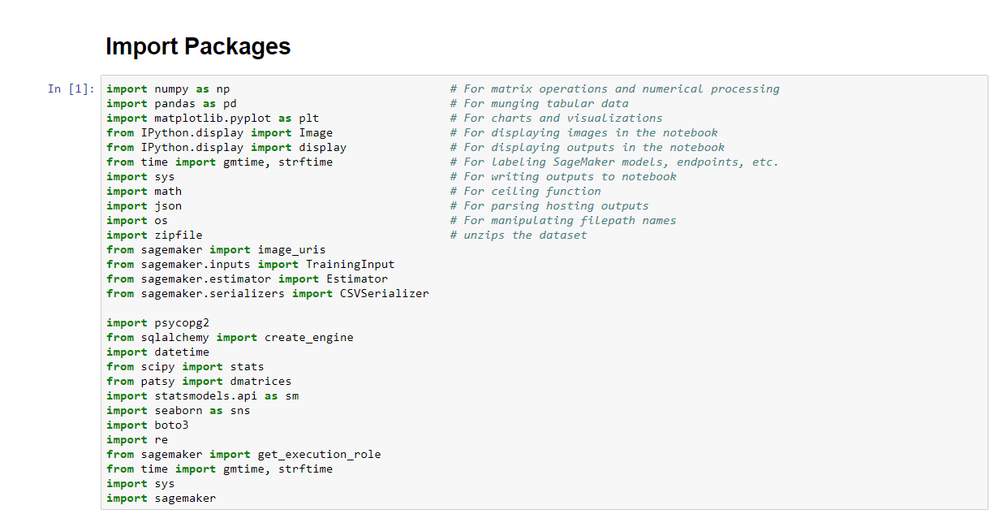 Import Packages
In [1]:
import numpy as np # For matrix operations and numerical processing
import pandas as pd # For munging tabular data
import matplotlib.pyplot as plt # For charts and visualizations
from IPython.display import Image # For displaying images in the notebook
from IPython.display import display # For displaying outputs in the notebook
from time import gmtime, strftime # For labeling SageMaker models, endpoints, etc.
import sys # For writing outputs to notebook
import math # For ceiling function
import json # For parsing hosting outputs
import os # For manipulating filepath names
import zipfile # unzips the dataset
from sagemaker import image_uris
from sagemaker.inputs import TrainingInput
from sagemaker.estimator import Estimator
from sagemaker.serializers import CSVSerializer

import psycopg2
from sqlalchemy import create_engine
import datetime
from scipy import stats
from patsy import dmatrices
import statsmodels.api as sm
import seaborn as sns
import boto3
import re
from sagemaker import get_execution_role
from time import gmtime, strftime
import sys
import sagemaker